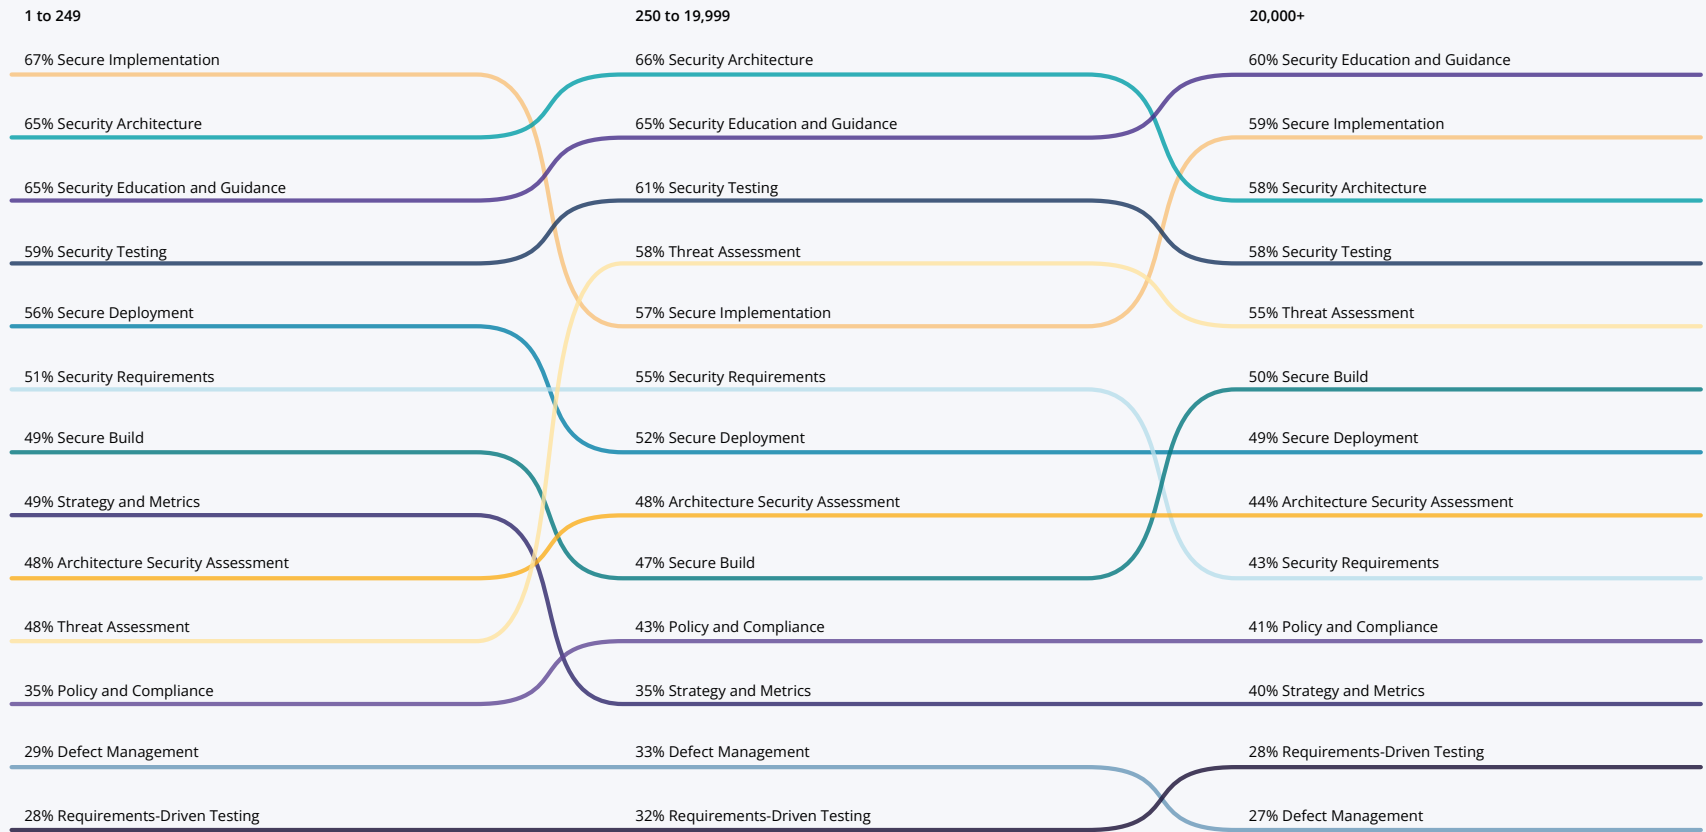 1 to 249
67% Secure Implementation
65% Security Architecture
65% Security Education and Guidance
59% Security Testing
56% Secure Deployment
51% Security Requirements
49% Secure Build
49% Strategy and Metrics
48% Architecture Security Assessment
48% Threat Assessment
35% Policy and Compliance
29% Defect Management
28% Requirements-Driven Testing
250 to 19,999
66% Security Architecture
65% Security Education and Guidance
61% Security Testing
58% Threat Assessment
57% Secure Implementation
55% Security Requirements
52% Secure Deployment
48% Architecture Security Assessment
47% Secure Build
43% Policy and Compliance
35% Strategy and Metrics
33% Defect Management
32% Requirements-Driven Testing
20,000+
60% Security Education and Guidance
59% Secure Implementation
58% Security Architecture
58% Security Testing
55% Threat Assessment
50% Secure Build
49% Secure Deployment
44% Architecture Security Assessment
43% Security Requirements
41% Policy and Compliance
40% Strategy and Metrics
28% Requirements-Driven Testing
27% Defect Management